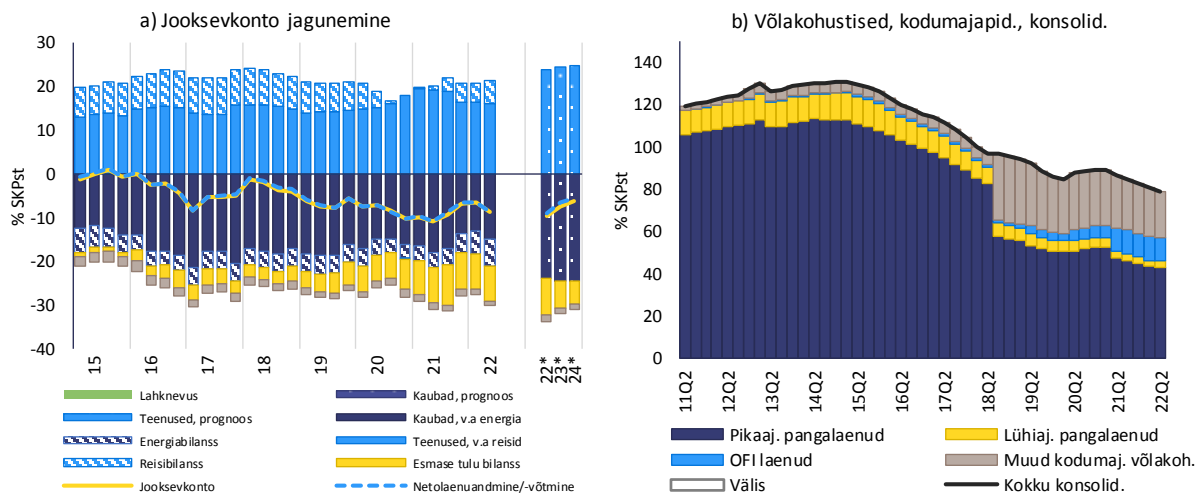 a) Jooksevkonto jagunemine
% SKPst
30
20
10
0
-10
-20
-30
-40
15
16
17
18
19
20
21
22
22*
23*
24*
Lahknevus
Kaubad, prognoos
Teenused, prognoos
Kaubad, v.a energia
Energiabilanss
Teenused, v.a reisid
Reisibilanss
Esmase tulu bilanss
Jooksevkonto
Netolaenuandmine/-võtmine
b) Võlakohustised, kodumajapid., konsolid.
% SKPst
140
120
100
80
60
40
20
0
11Q2
12Q2
13Q2
14Q2
15Q2
16Q2
17Q2
18Q2
19Q2
20Q2
21Q2
22Q2
Pikaaj. pangalaenud
Lühiaj. pangalaenud
OFI laenud
Muud kodumaj. võlakoh.
Välis
Kokku konsolid.